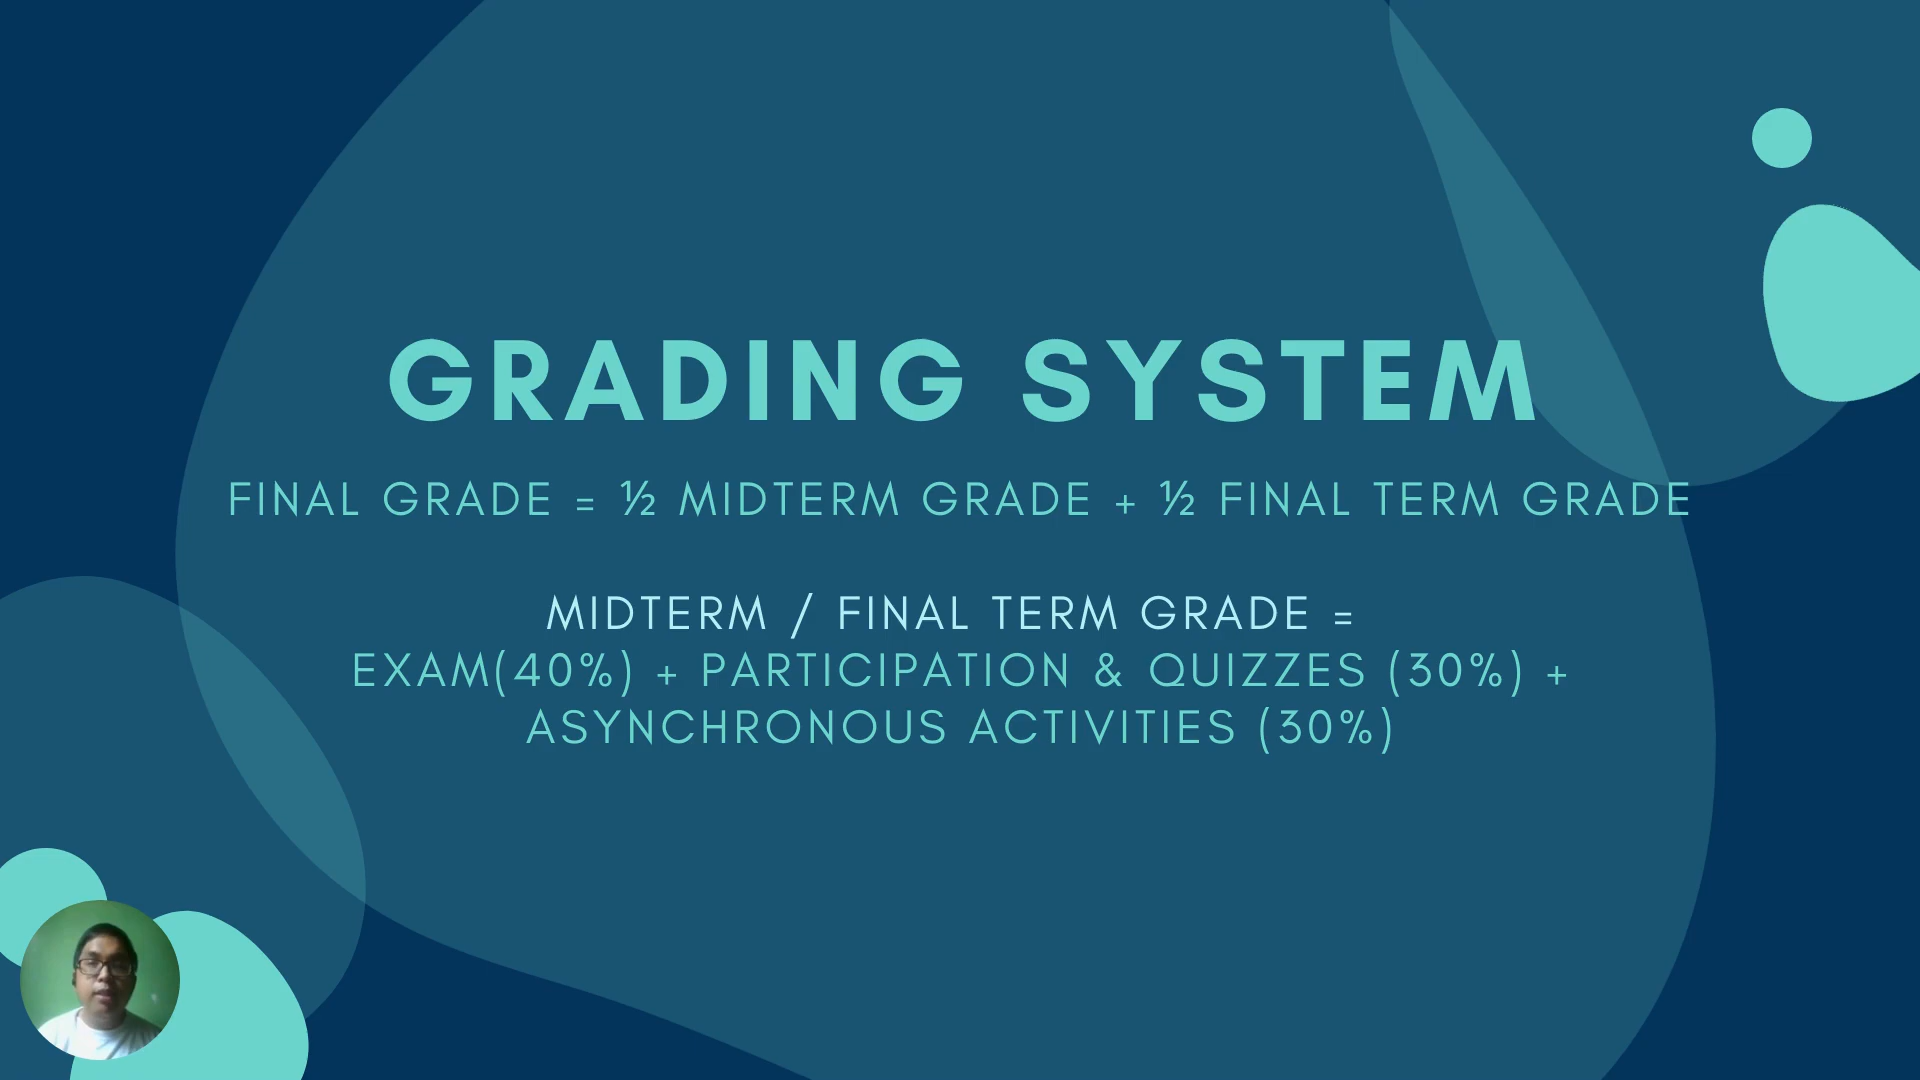 GRADING SYSTEM
FINAL GRADE = ½ MIDTERM GRADE + ½ FINAL TERM GRADE
MIDTERM / FINAL TERM GRADE =
EXAM(40%) + PARTICIPATION & QUIZZES (30%) +
ASYNCHRONOUS ACTIVITIES (30%)